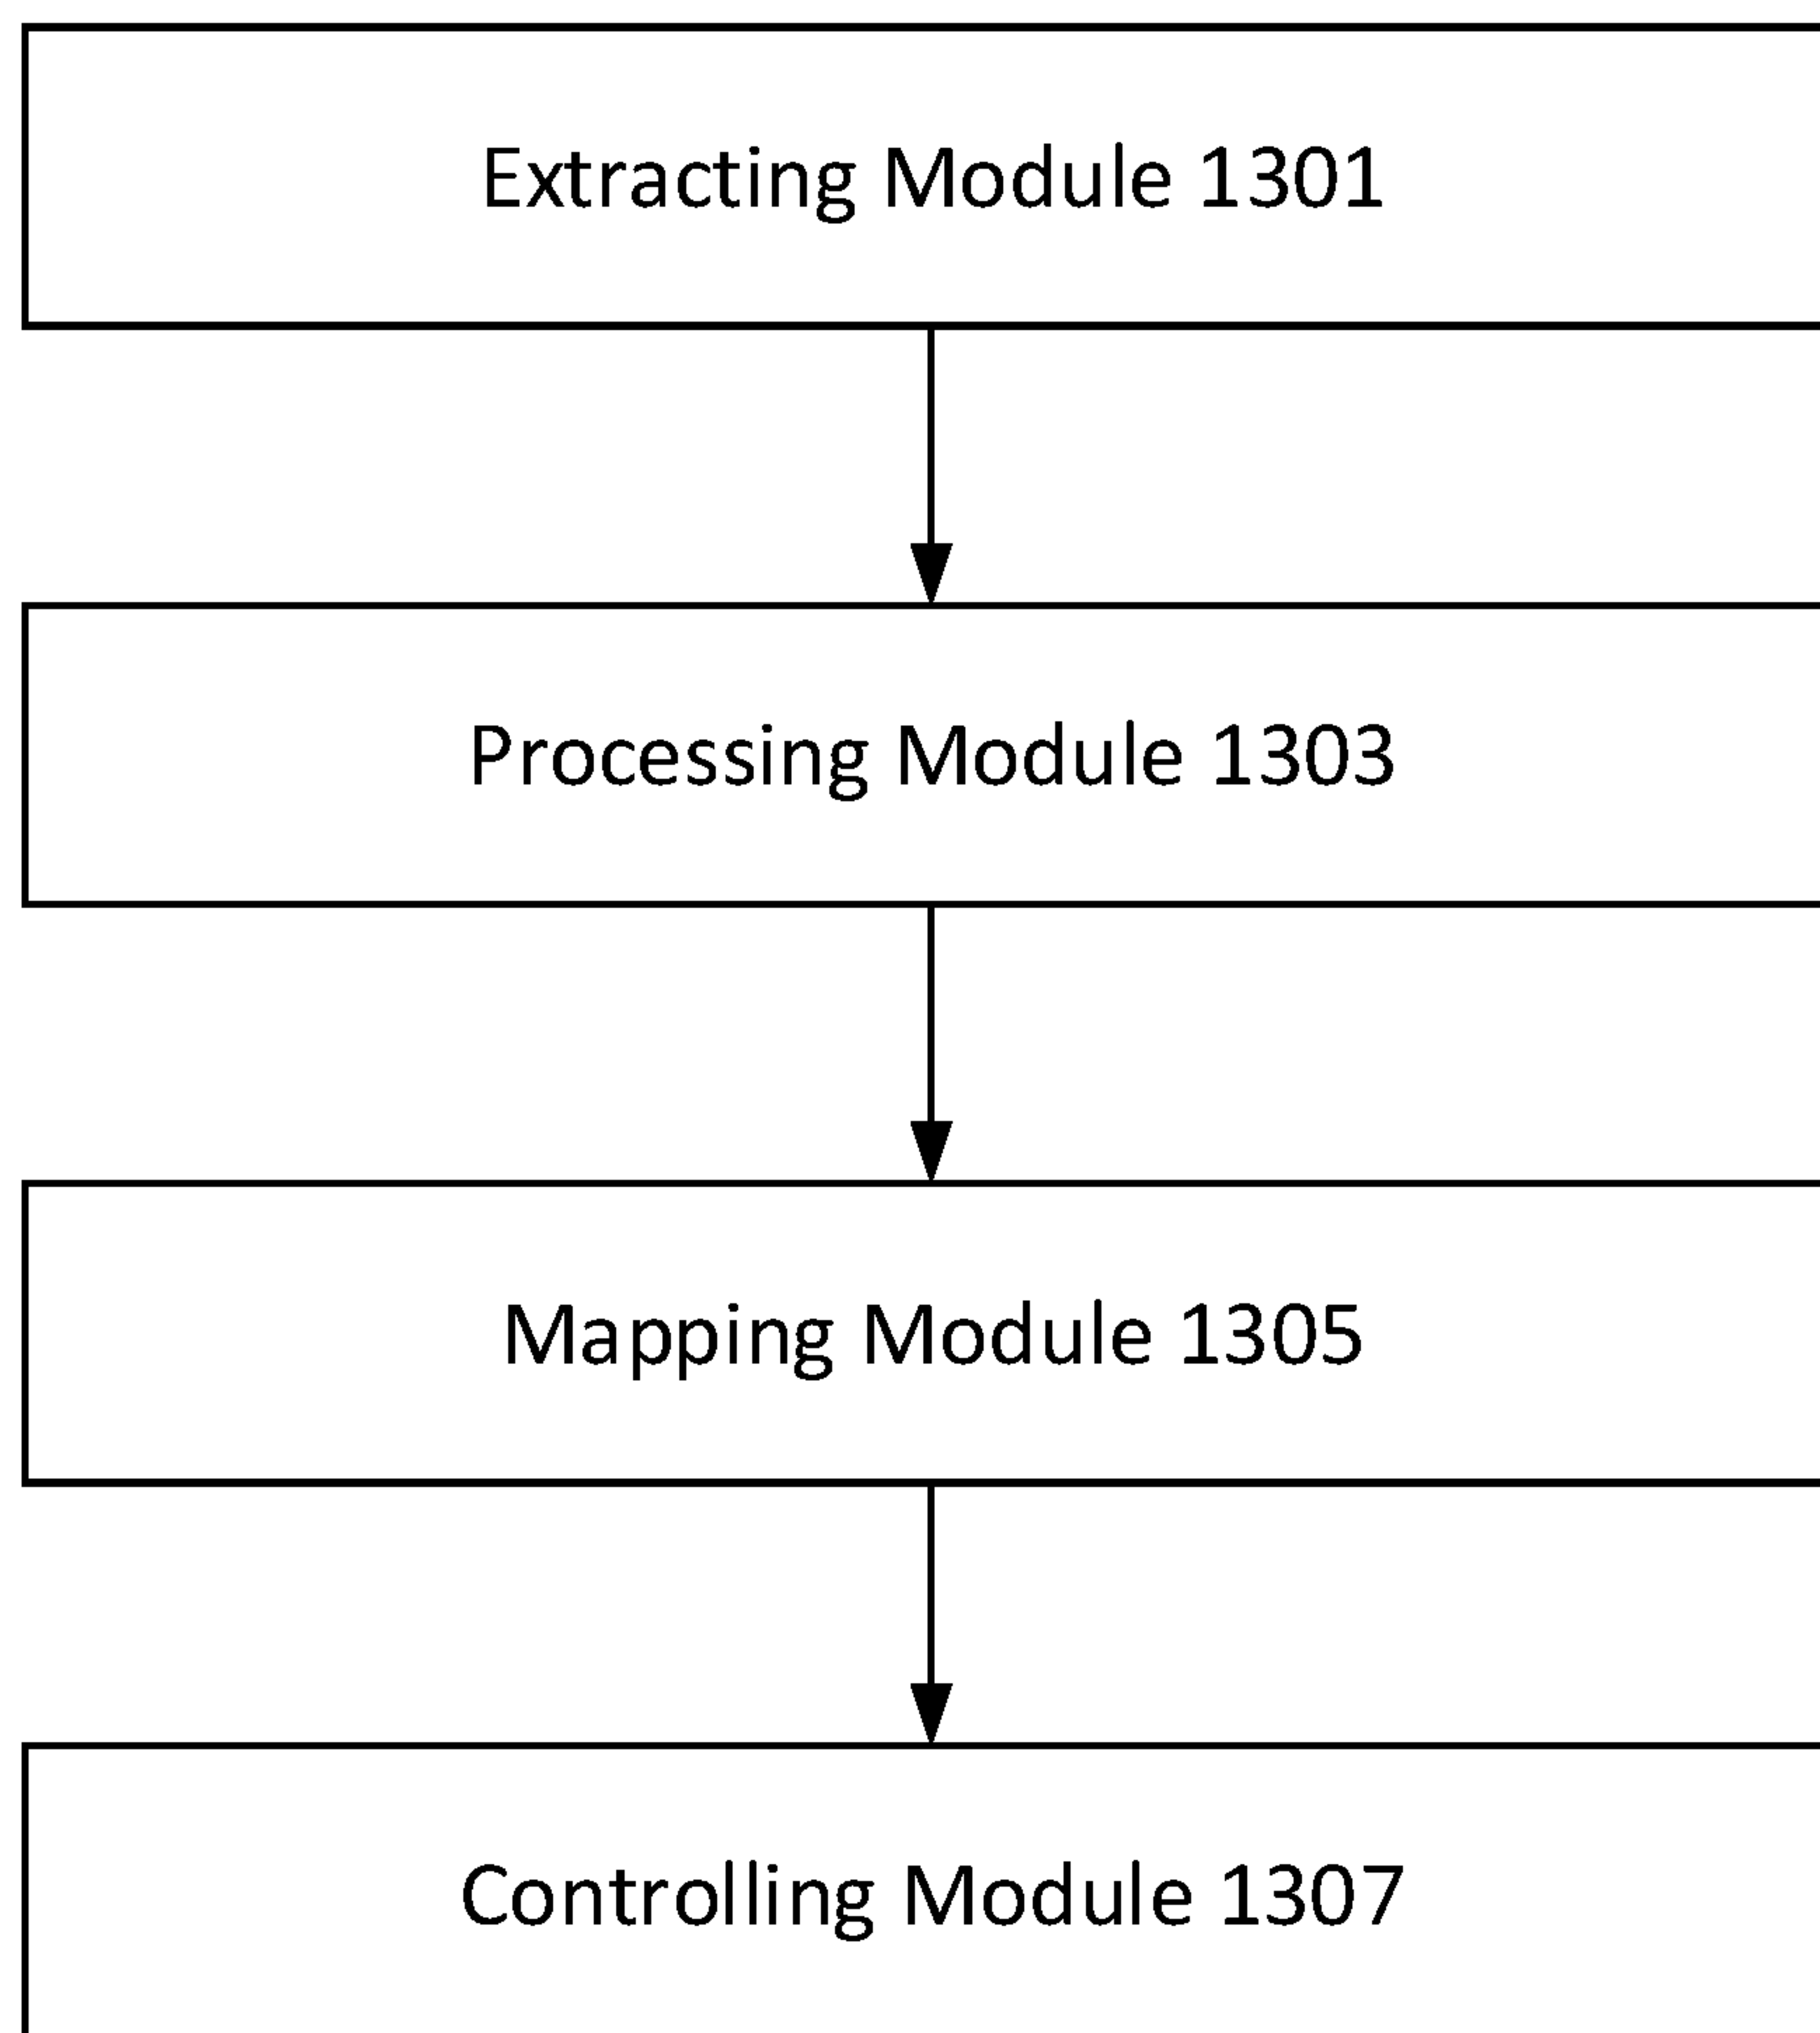 Extracting Module 1301
Processing Module 1303
Mapping Module 1305
Controlling Module 1307